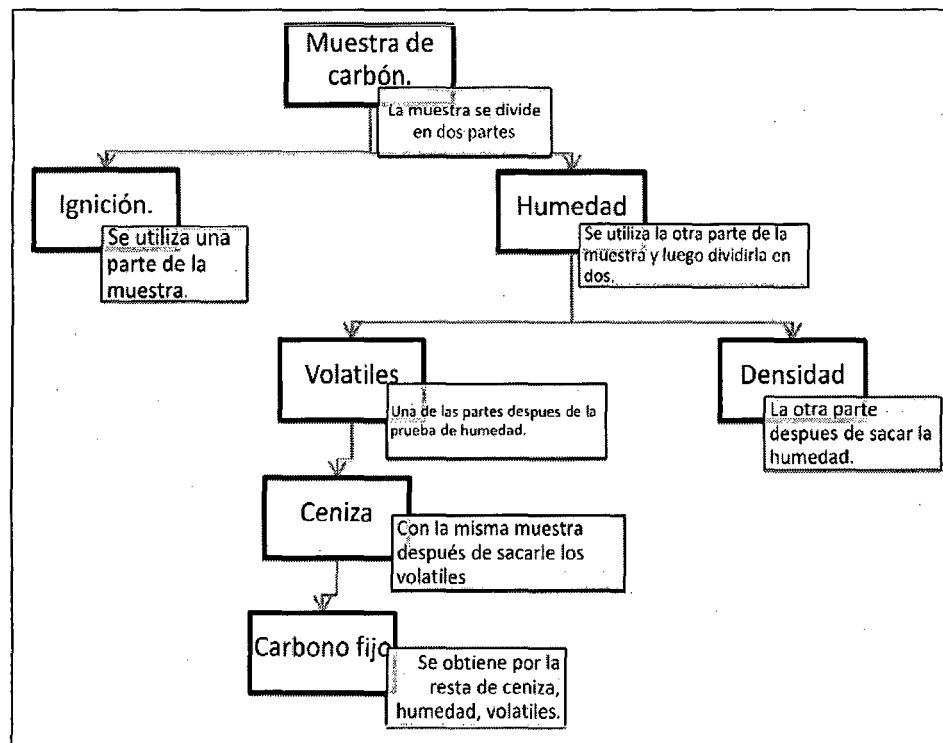 Muestra de
carbón.
La muestra se divide
en dos partes
Ignición.
Se utiliza una
parte de la
muestra.
Humedad
Se utiliza la otra parte de la
muestra y luego dividirla en
dos.
Volatiles
Una de las partes despues de la
prueba de humedad.
Densidad
La otra parte
despues de sacar la
humedad.
Ceniza
Con la misma muestra
después de sacarle los
volatiles
Carbono fijo
Se obtiene por la
resta de ceniza,
humedad, volatiles.